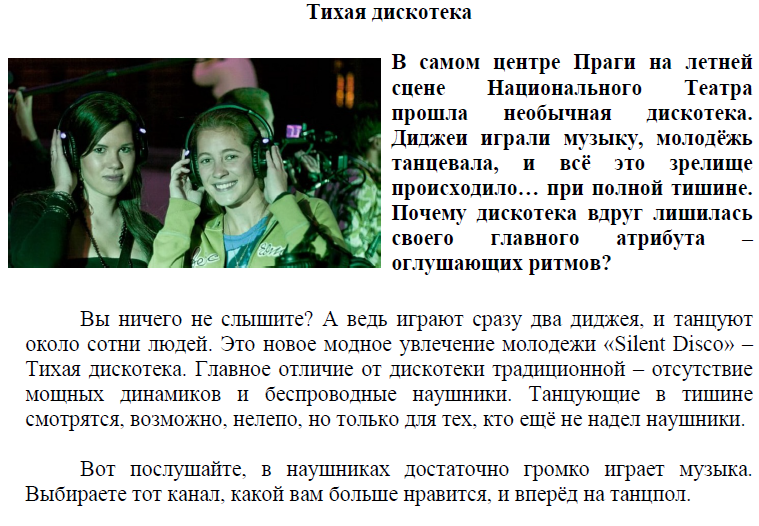 Тихая дискотека
В самом центре Праги на летней
сцене Национального Театра
прошла необычная дискотека.
Диджеи играли музыку, молодёжь
танцевала, и всё это зрелище
происходило… при полной тишине.
Почему дискотека вдруг лишилась
своего главного атрибута –
оглушающих ритмов?
Вы ничего не слышите? А ведь играют сразу два диджея, и танцуют
около сотни людей. Это новое модное увлечение молодежи «Silent Disco» –
Тихая дискотека. Главное отличие от дискотеки традиционной – отсутствие
мощных динамиков и беспроводные наушники. Танцующие в тишине
смотрятся, возможно, нелепо, но только для тех, кто ещё не надел наушники.
Вот послушайте, в наушниках достаточно громко играет музыка.
Выбираете тот канал, какой вам больше нравится, и вперёд на танцпол.